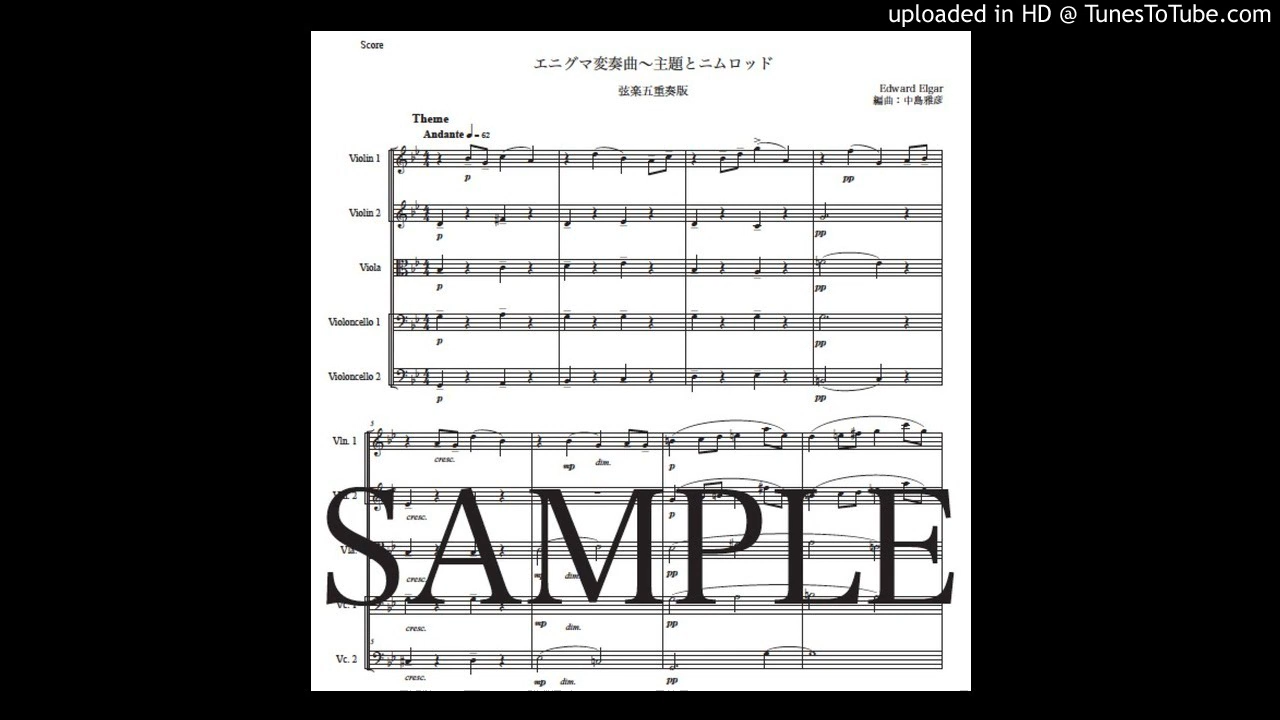 uploaded in HD @ TunesToTube.com
Score
エニグマ変奏曲～主題とニムロッド
弦楽五重奏版
Edward Elgar
編曲：中島雅彦
Theme
Andante ♩= 62
Violin 1
p
pp
Violin 2
p
pp
Viola
p
pp
Violoncello 1
p
pp
Violoncello 2
p
pp
5
Vln. 1
cresc.
mp
dim.
p
cresc.
p
SAMPLE
Vla.
cresc.
mp
dim.
pp
Vc. 1
cresc.
mp
dim.
pp
5
Vc. 2
cresc.
mp
dim.
pp